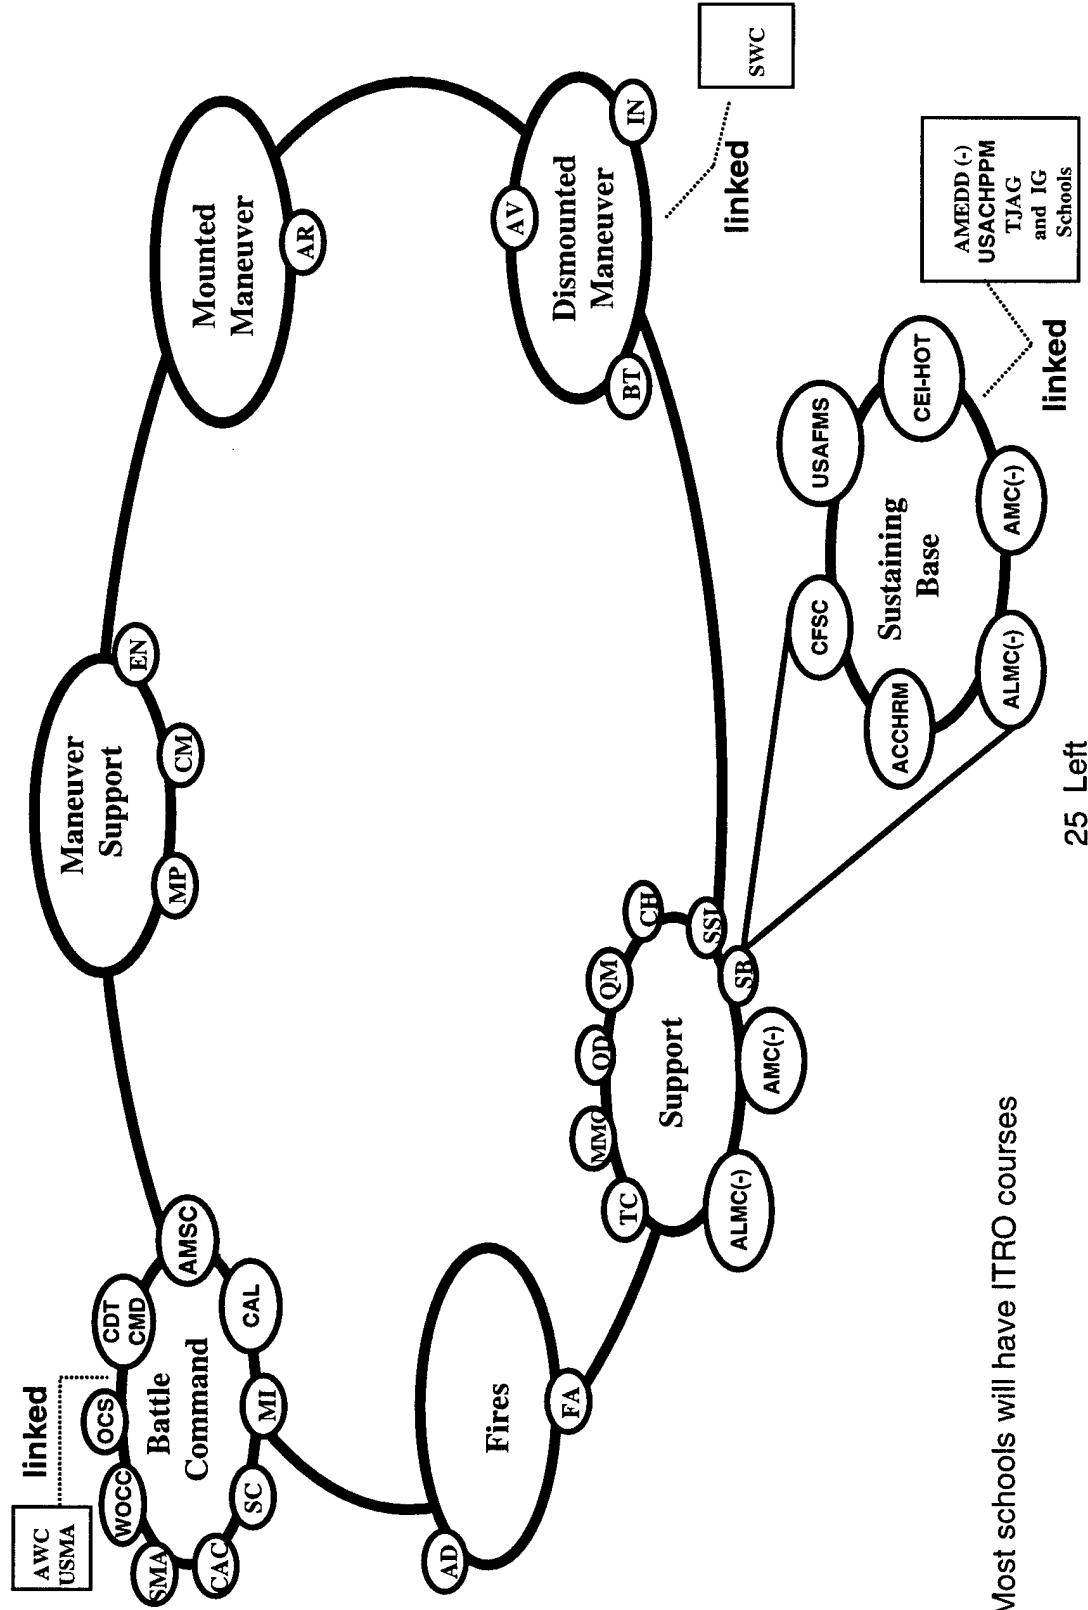 AWC
USMA
linked
SMA
WOCC
OCS
CDT
CMD
AMSC
CAL
MI
SC
CAC
Battle
Command
Maneuver
Support
MP
CM
EN
Mounted
Maneuver
AR
AD
Fires
FA
Dismounted
Maneuver
AV
IN
BT
linked
SWC
TC
MMC
OD
QM
CH
SSI
SB
AMC(-)
ALMC(-)
Support
CFSC
USAFMS
CEI-HOT
AMC(-)
ALMC(-)
ACCHRM
Sustaining
Base
linked
AMEDD (-)
USACHPPM
TJAG
and IG
Schools
Most schools will have ITRO courses
25 Left